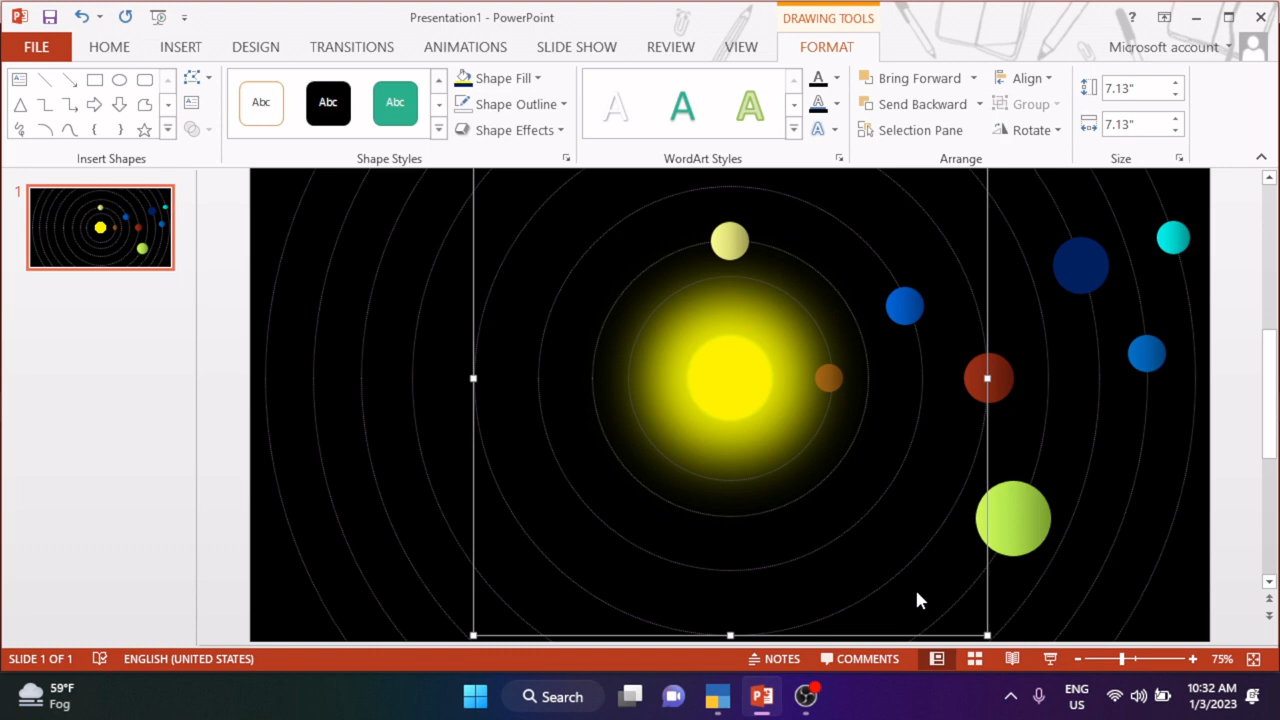 Presentation1 - PowerPoint
DRAWING TOOLS
?
FILE
HOME
INSERT
DESIGN
TRANSITIONS
ANIMATIONS
SLIDE SHOW
REVIEW
VIEW
FORMAT
Microsoft account
Abc
Abc
Abc
Shape Fill
Shape Outline
Shape Effects
A
A
A
A
A
A
Bring Forward
Send Backward
Selection Pane
Align
Group
Rotate
7.13"
7.13"
Insert Shapes
Shape Styles
WordArt Styles
Arrange
Size
1
SLIDE 1 OF 1
ENGLISH (UNITED STATES)
NOTES
COMMENTS
75%
59°F
Fog
Search
ENG
US
10:32 AM
1/3/2023